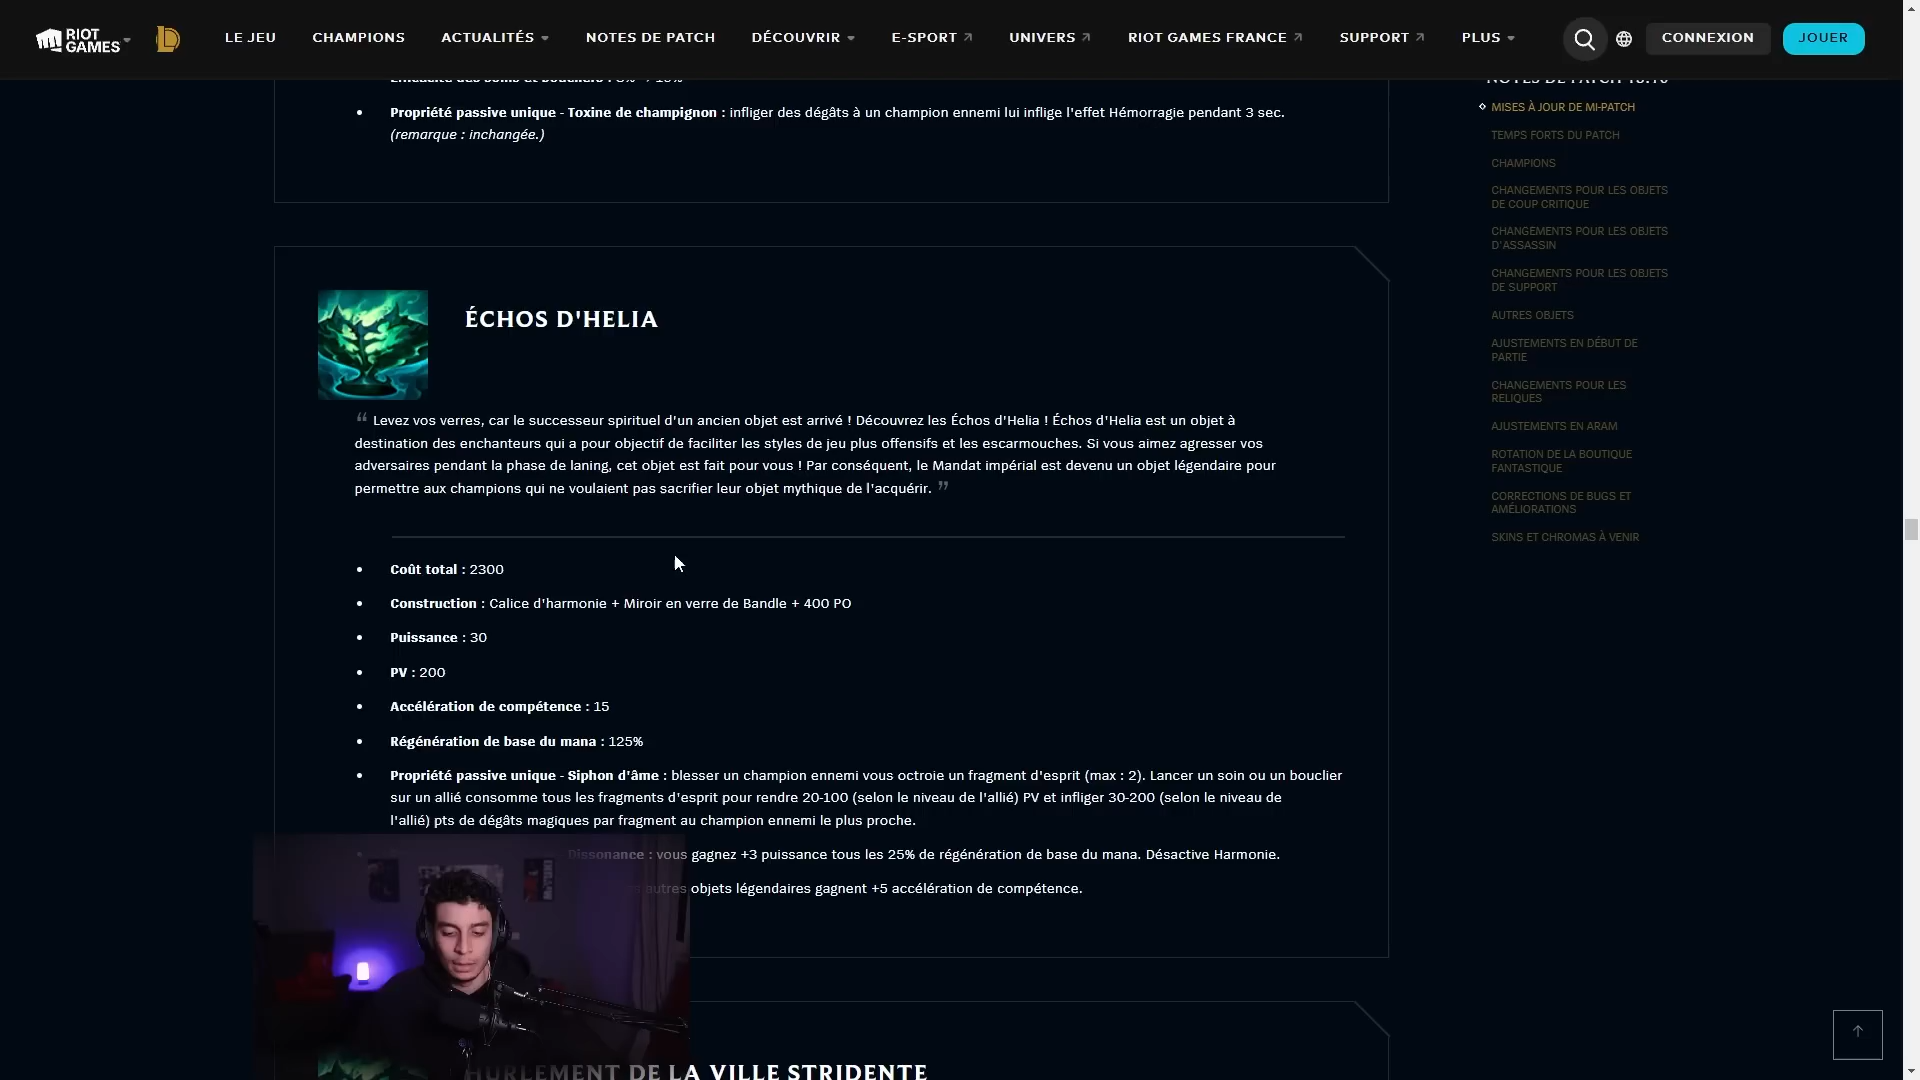 RIOT GAMES
LE JEU
CHAMPIONS
ACTUALITÉS
NOTES DE PATCH
DÉCOUVRIR
E-SPORT
UNIVERS
RIOT GAMES FRANCE
SUPPORT
PLUS
CONNEXION
JOUER
Efficacité des soins et boucliers : 8% → 10%
Propriété passive unique - Toxine de champignon : infliger des dégâts à un champion ennemi lui inflige l'effet Hémorragie pendant 3 sec.
(remarque : inchangée.)
ÉCHOS D'HELIA
“ Levez vos verres, car le successeur spirituel d'un ancien objet est arrivé ! Découvrez les Échos d'Helia ! Échos d'Helia est un objet à
destination des enchanteurs qui a pour objectif de faciliter les styles de jeu plus offensifs et les escarmouches. Si vous aimez agresser vos
adversaires pendant la phase de laning, cet objet est fait pour vous ! Par conséquent, le Mandat impérial est devenu un objet légendaire pour
permettre aux champions qui ne voulaient pas sacrifier leur objet mythique de l'acquérir. ”
Coût total : 2300
Construction : Calice d'harmonie + Miroir en verre de Bandle + 400 PO
Puissance : 30
PV : 200
Accélération de compétence : 15
Régénération de base du mana : 125%
Propriété passive unique - Siphon d'âme : blesser un champion ennemi vous octroie un fragment d'esprit (max : 2). Lancer un soin ou un bouclier
sur un allié consomme tous les fragments d'esprit pour rendre 20-100 (selon le niveau de l'allié) PV et infliger 30-200 (selon le niveau de
l'allié) pts de dégâts magiques par fragment au champion ennemi le plus proche.
Dissonance : vous gagnez +3 puissance tous les 25% de régénération de base du mana. Désactive Harmonie.
autres objets légendaires gagnent +5 accélération de compétence.
HURLEMENT DE LA VILLE STRIDENTE
NOTES DE PATCH 13.10
MISES À JOUR DE MI-PATCH
TEMPS FORTS DU PATCH
CHAMPIONS
CHANGEMENTS POUR LES OBJETS
DE COUP CRITIQUE
CHANGEMENTS POUR LES OBJETS
D'ASSASSIN
CHANGEMENTS POUR LES OBJETS
DE SUPPORT
AUTRES OBJETS
AJUSTEMENTS EN DÉBUT DE
PARTIE
CHANGEMENTS POUR LES
RELIQUES
AJUSTEMENTS EN ARAM
ROTATION DE LA BOUTIQUE
FANTASTIQUE
CORRECTIONS DE BUGS ET
AMÉLIORATIONS
SKINS ET CHROMAS À VENIR